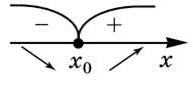 − +
x₀ x